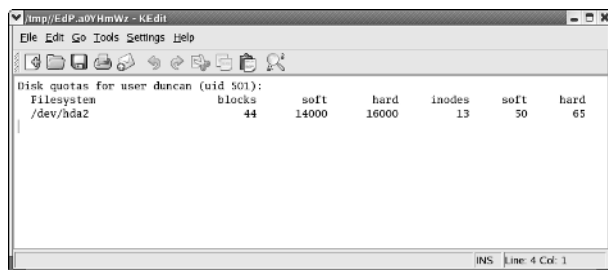 /tmp//EdP.a0YHmWz - KEdit
File Edit Go Tools Settings Help
Disk quotas for user duncan (uid 501):
Filesystem blocks soft hard inodes soft hard
/dev/hda2 44 14000 16000 13 50 65
INS Line: 4 Col: 1